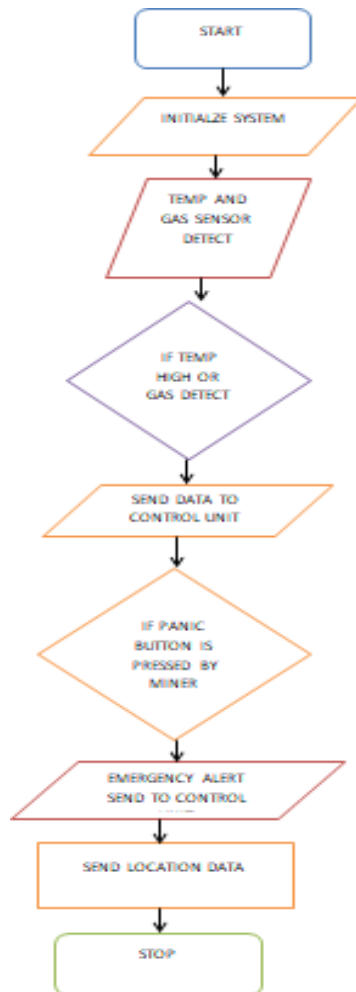 START
INITIALZE SYSTEM
TEMP AND
GAS SENSOR
DETECT
IF TEMP
HIGH OR
GAS DETECT
SEND DATA TO
CONTROL UNIT
IF PANIC
BUTTON IS
PRESSED BY
MINER
EMERGENCY ALERT
SEND TO CONTROL
SEND LOCATION DATA
STOP